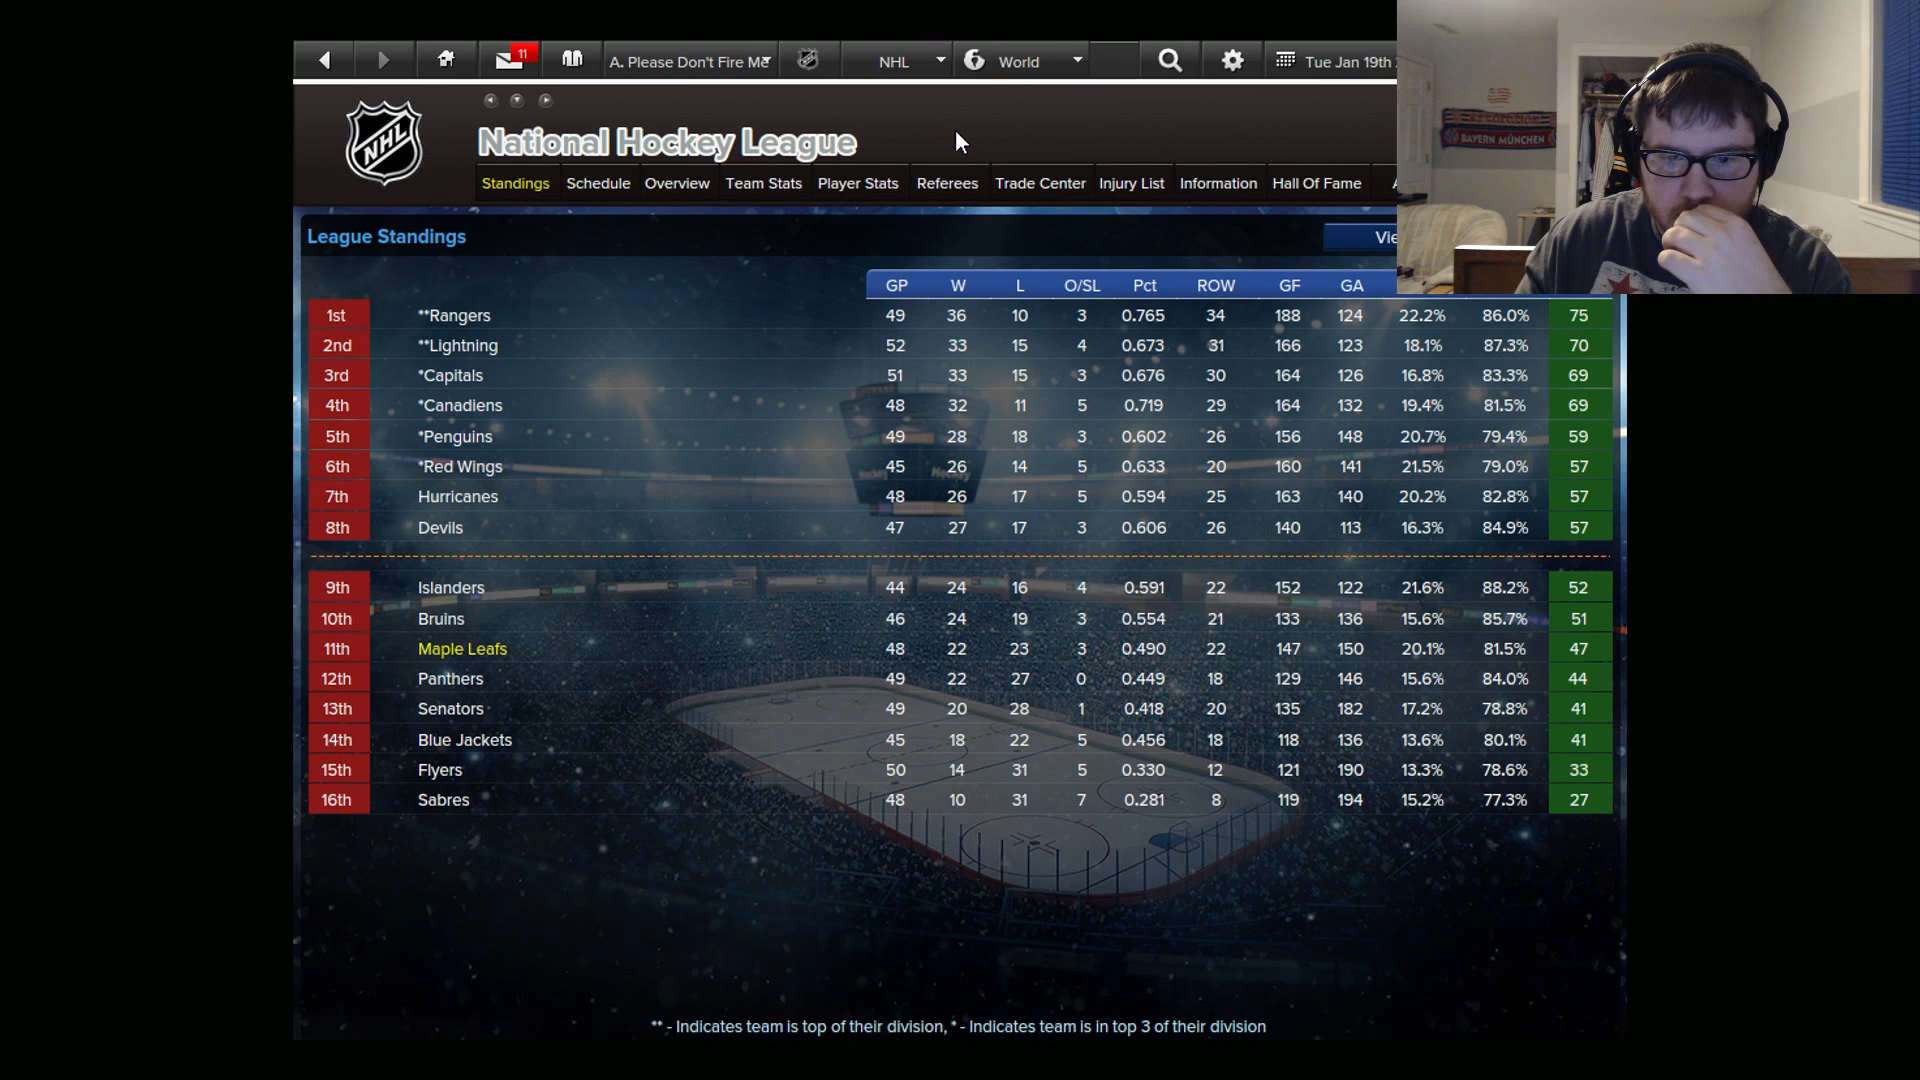 11 A. Please Don't Fire Me NHL World Tue Jan 19th
NHL
National Hockey League
Standings Schedule Overview Team Stats Player Stats Referees Trade Center Injury List Information Hall Of Fame
BAYERN MÜNCHEN
League Standings Vie
GP W L O/SL Pct ROW GF GA
1st **Rangers 49 36 10 3 0.765 34 188 124 22.2% 86.0% 75
2nd **Lightning 52 33 15 4 0.673 31 166 123 18.1% 87.3% 70
3rd *Capitals 51 33 15 3 0.676 30 164 126 16.8% 83.3% 69
4th *Canadiens 48 32 11 5 0.719 29 164 132 19.4% 81.5% 69
5th *Penguins 49 28 18 3 0.602 26 156 148 20.7% 79.4% 59
6th *Red Wings 45 26 14 5 0.633 20 160 141 21.5% 79.0% 57
7th Hurricanes 48 26 17 5 0.594 25 163 140 20.2% 82.8% 57
8th Devils 47 27 17 3 0.606 26 140 113 16.3% 84.9% 57
9th Islanders 44 24 16 4 0.591 22 152 122 21.6% 88.2% 52
10th Bruins 46 24 19 3 0.554 21 133 136 15.6% 85.7% 51
11th Maple Leafs 48 22 23 3 0.490 22 147 150 20.1% 81.5% 47
12th Panthers 49 22 27 0 0.449 18 129 146 15.6% 84.0% 44
13th Senators 49 20 28 1 0.418 20 135 182 17.2% 78.8% 41
14th Blue Jackets 45 18 22 5 0.456 18 118 136 13.6% 80.1% 41
15th Flyers 50 14 31 5 0.330 12 121 190 13.3% 78.6% 33
16th Sabres 48 10 31 7 0.281 8 119 194 15.2% 77.3% 27
** - Indicates team is top of their division, * - Indicates team is in top 3 of their division